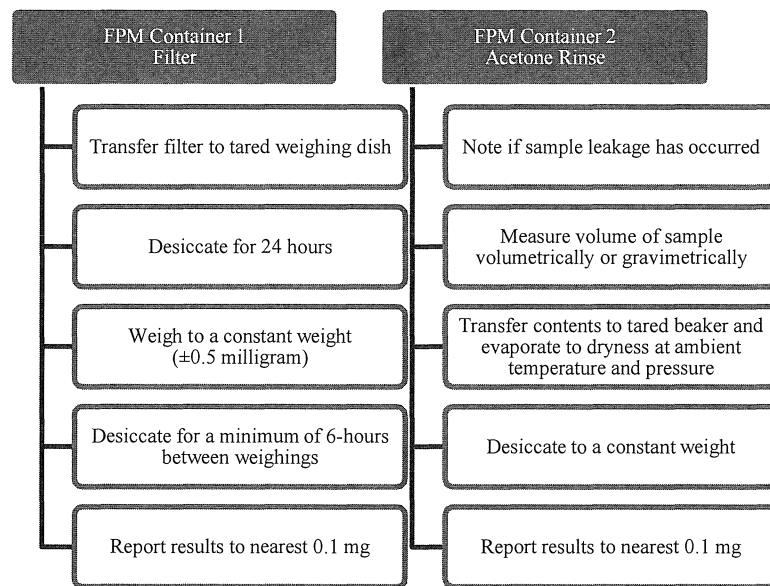 FPM Container 1
Filter
Transfer filter to tared weighing dish
Desiccate for 24 hours
Weigh to a constant weight
(±0.5 milligram)
Desiccate for a minimum of 6-hours
between weighings
Report results to nearest 0.1 mg
FPM Container 2
Acetone Rinse
Note if sample leakage has occurred
Measure volume of sample
volumetrically or gravimetrically
Transfer contents to tared beaker and
evaporate to dryness at ambient
temperature and pressure
Desiccate to a constant weight
Report results to nearest 0.1 mg